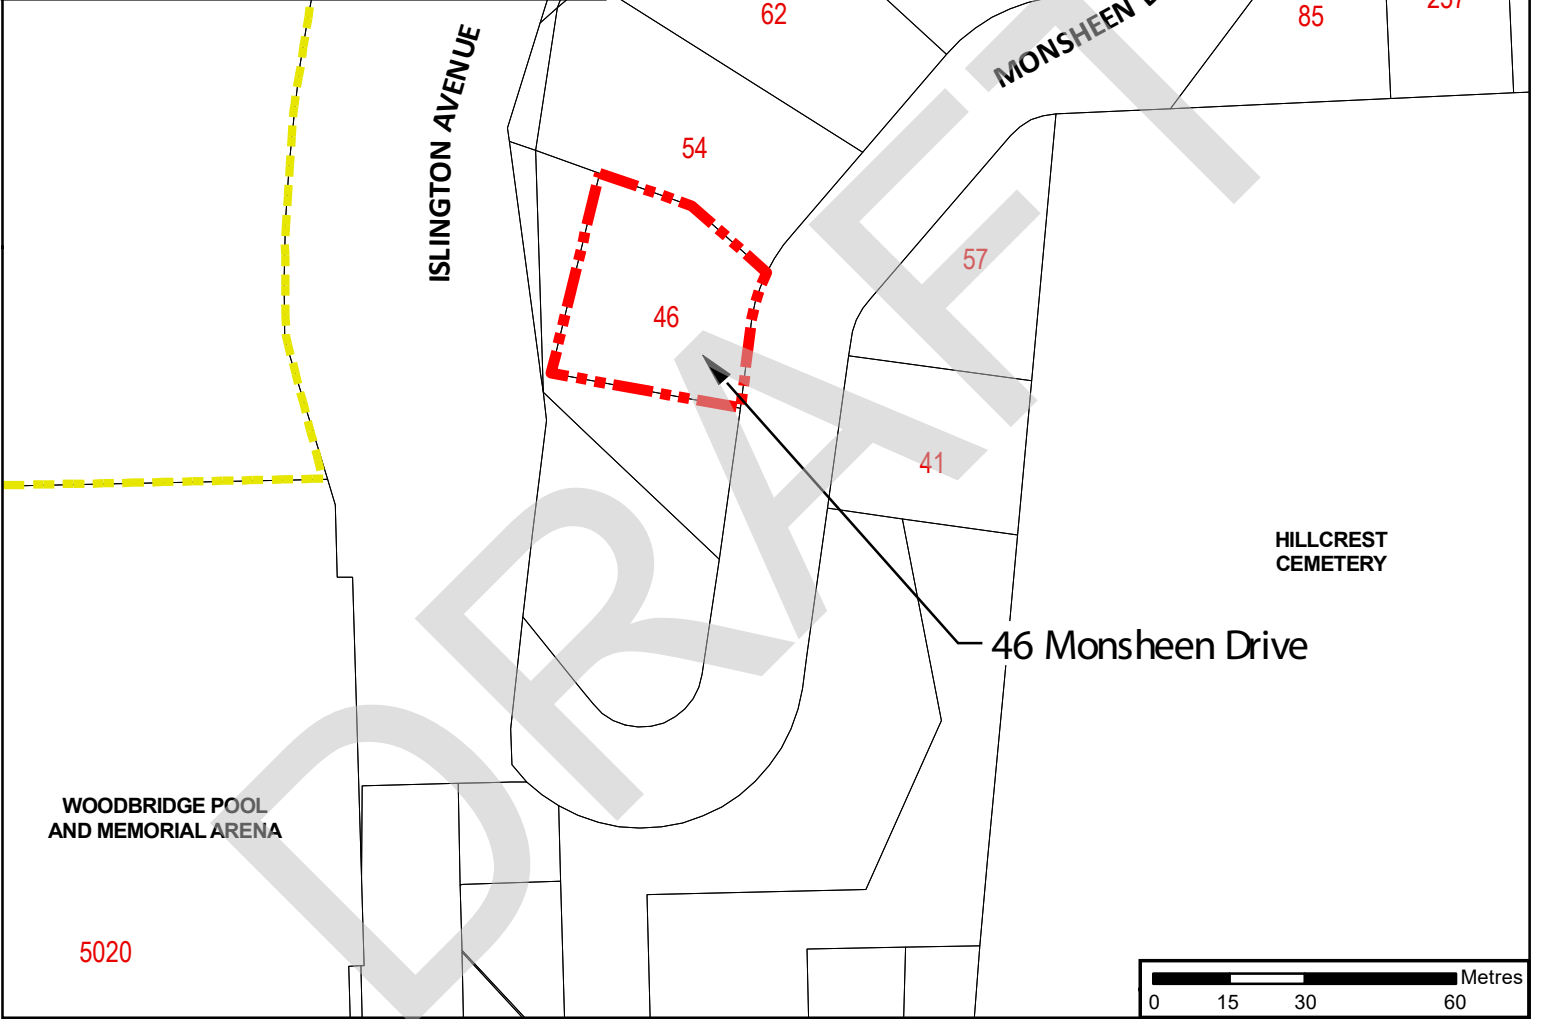 62
85
257
MONSHEEN
ISLINGTON AVENUE
54
57
46
41
HILLCREST
CEMETERY
46 Monsheen Drive
WOODBRIDGE POOL
AND MEMORIAL ARENA
5020
DRAFT
Metres
0 15 30 60